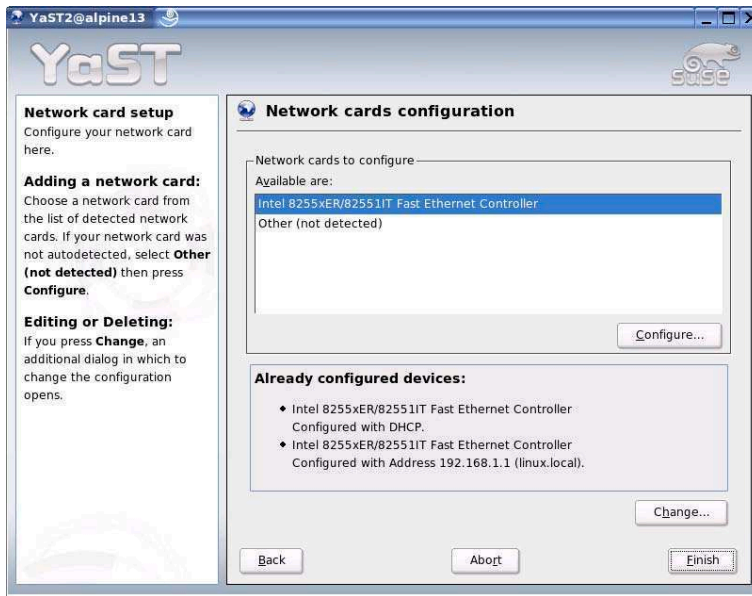 YaST2@alpine13
YaST
suse
Network card setup
Configure your network card
here.
Adding a network card:
Choose a network card from
the list of detected network
cards. If your network card was
not autodetected, select Other
(not detected) then press
Configure.
Editing or Deleting:
If you press Change, an
additional dialog in which to
change the configuration
opens.
Network cards configuration
Network cards to configure
Available are:
Intel 8255xER/82551IT Fast Ethernet Controller
Other (not detected)
Configure...
Already configured devices:
• Intel 8255xER/82551IT Fast Ethernet Controller
Configured with DHCP.
• Intel 8255xER/82551IT Fast Ethernet Controller
Configured with Address 192.168.1.1 (linux.local).
Change...
Back
Abort
Finish